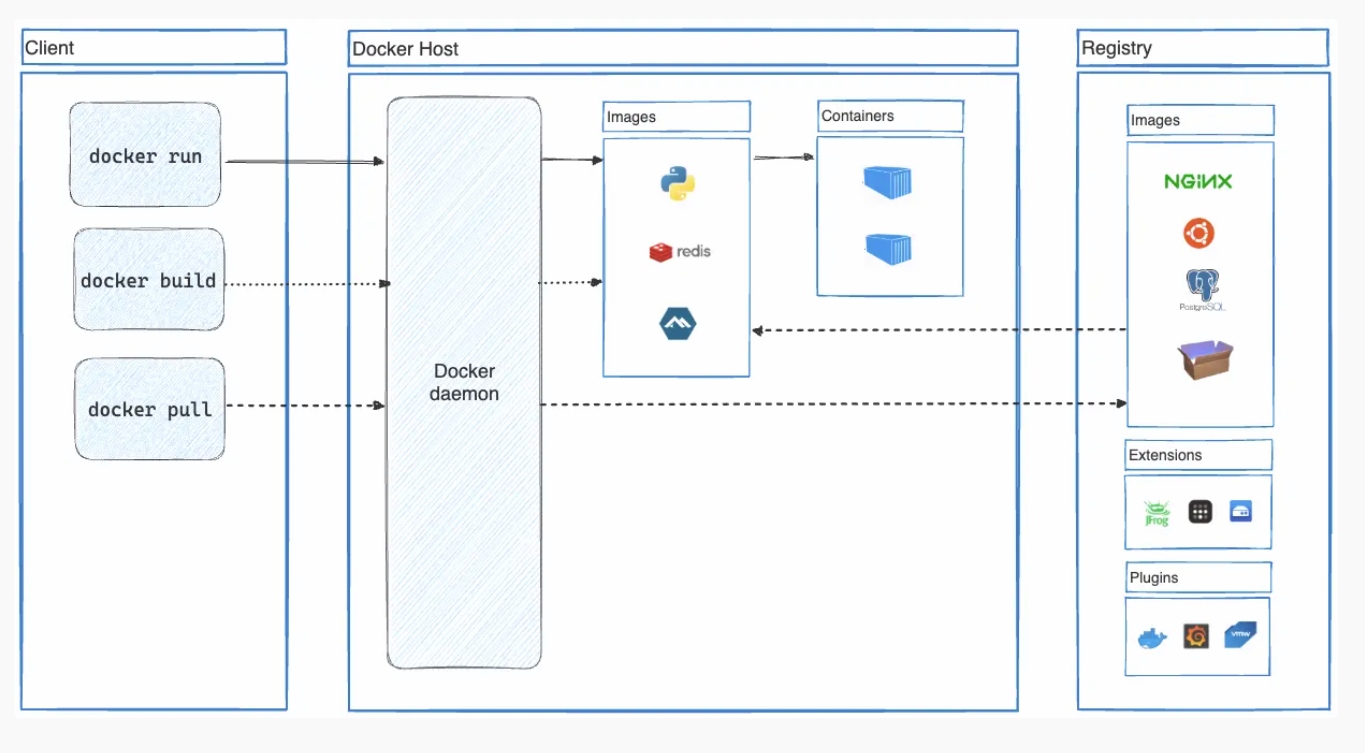 Client
docker run
docker build
docker pull
Docker Host
Docker
daemon
Images
redis
Containers
Registry
Images
NGINX
PostgreSQL
Extensions
JFrog
Plugins
vmw